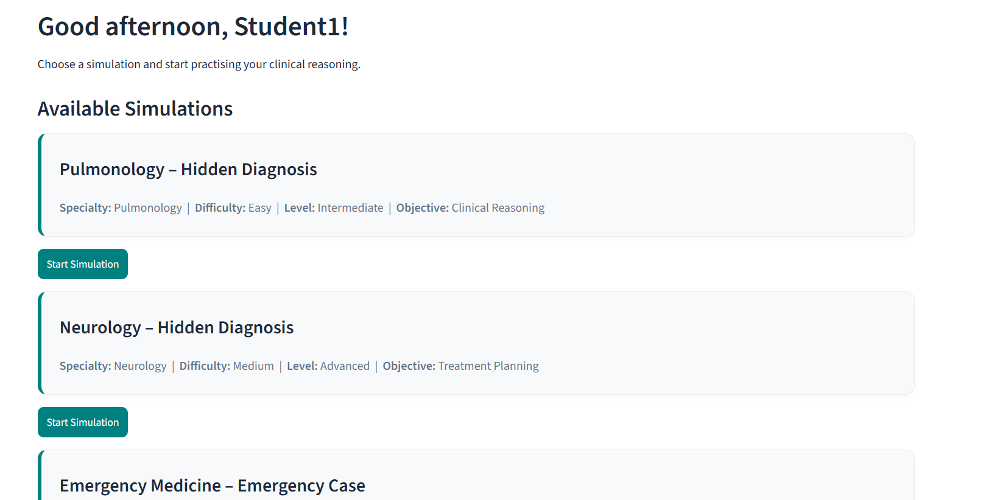 Good afternoon, Student1!
Choose a simulation and start practising your clinical reasoning.
Available Simulations
Pulmonology – Hidden Diagnosis
Specialty: Pulmonology | Difficulty: Easy | Level: Intermediate | Objective: Clinical Reasoning
Start Simulation
Neurology – Hidden Diagnosis
Specialty: Neurology | Difficulty: Medium | Level: Advanced | Objective: Treatment Planning
Start Simulation
Emergency Medicine – Emergency Case